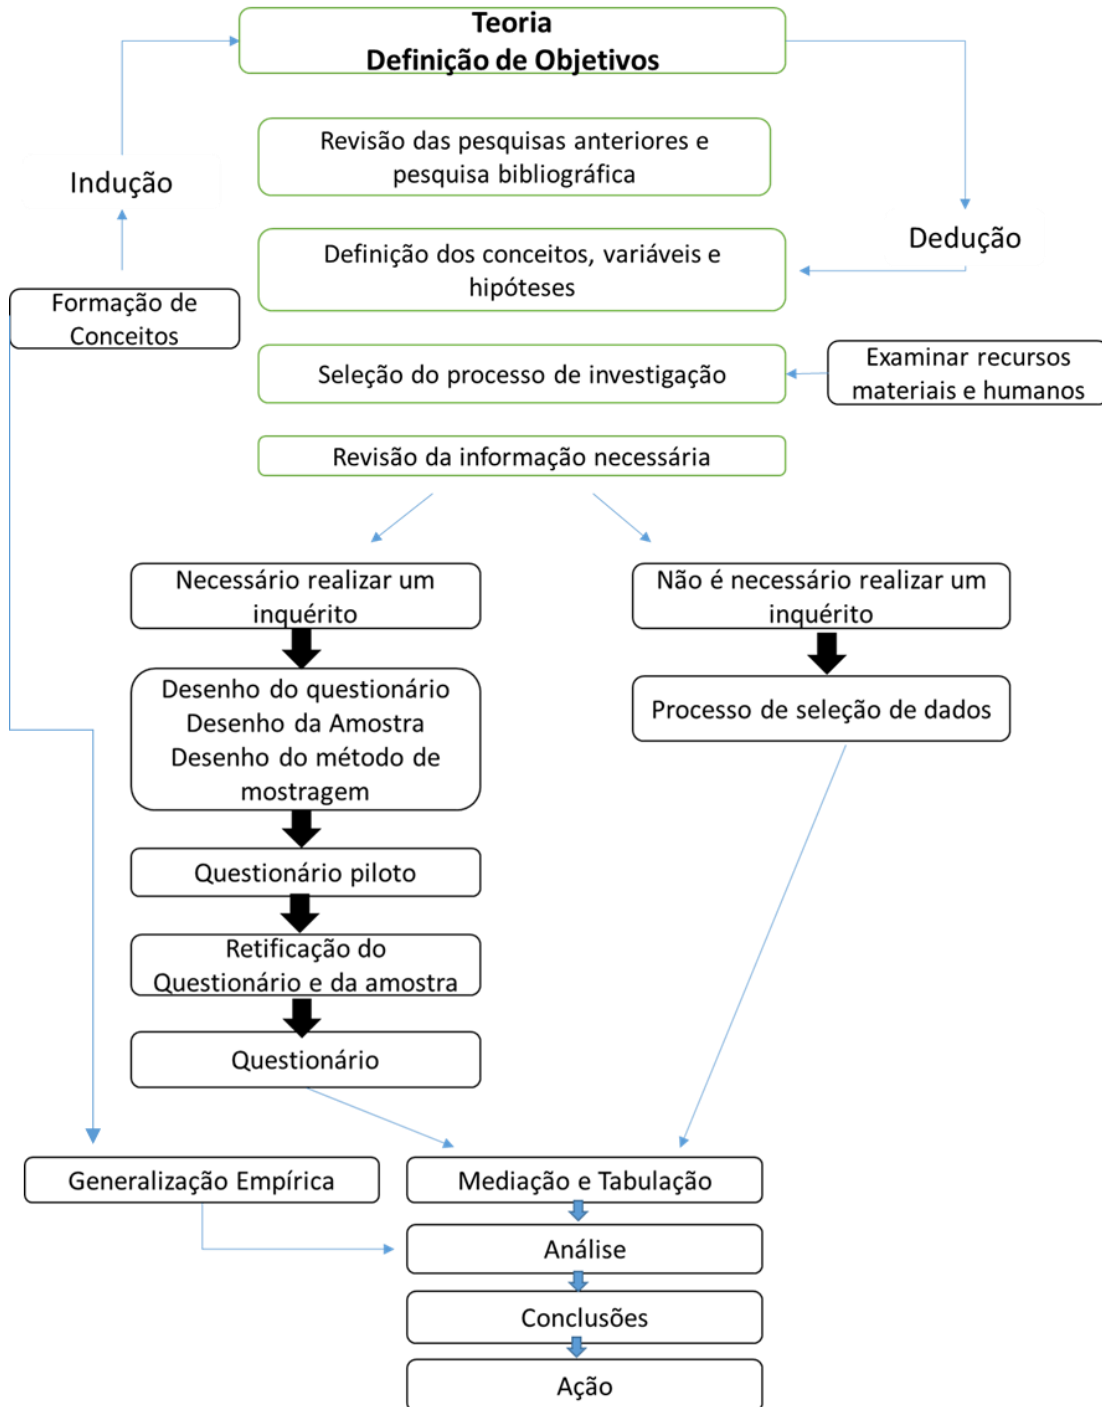 Teoria
Definição de Objetivos
Revisão das pesquisas anteriores e
pesquisa bibliográfica
Indução
Dedução
Definição dos conceitos, variáveis e
hipóteses
Formação de
Conceitos
Seleção do processo de investigação
Examinar recursos
materiais e humanos
Revisão da informação necessária
Necessário realizar um
inquérito
Não é necessário realizar um
inquérito
Desenho do questionário
Desenho da Amostra
Desenho do método de
mostragem
Processo de seleção de dados
Questionário piloto
Retificação do
Questionário e da amostra
Questionário
Generalização Empírica
Mediação e Tabulação
Análise
Conclusões
Ação